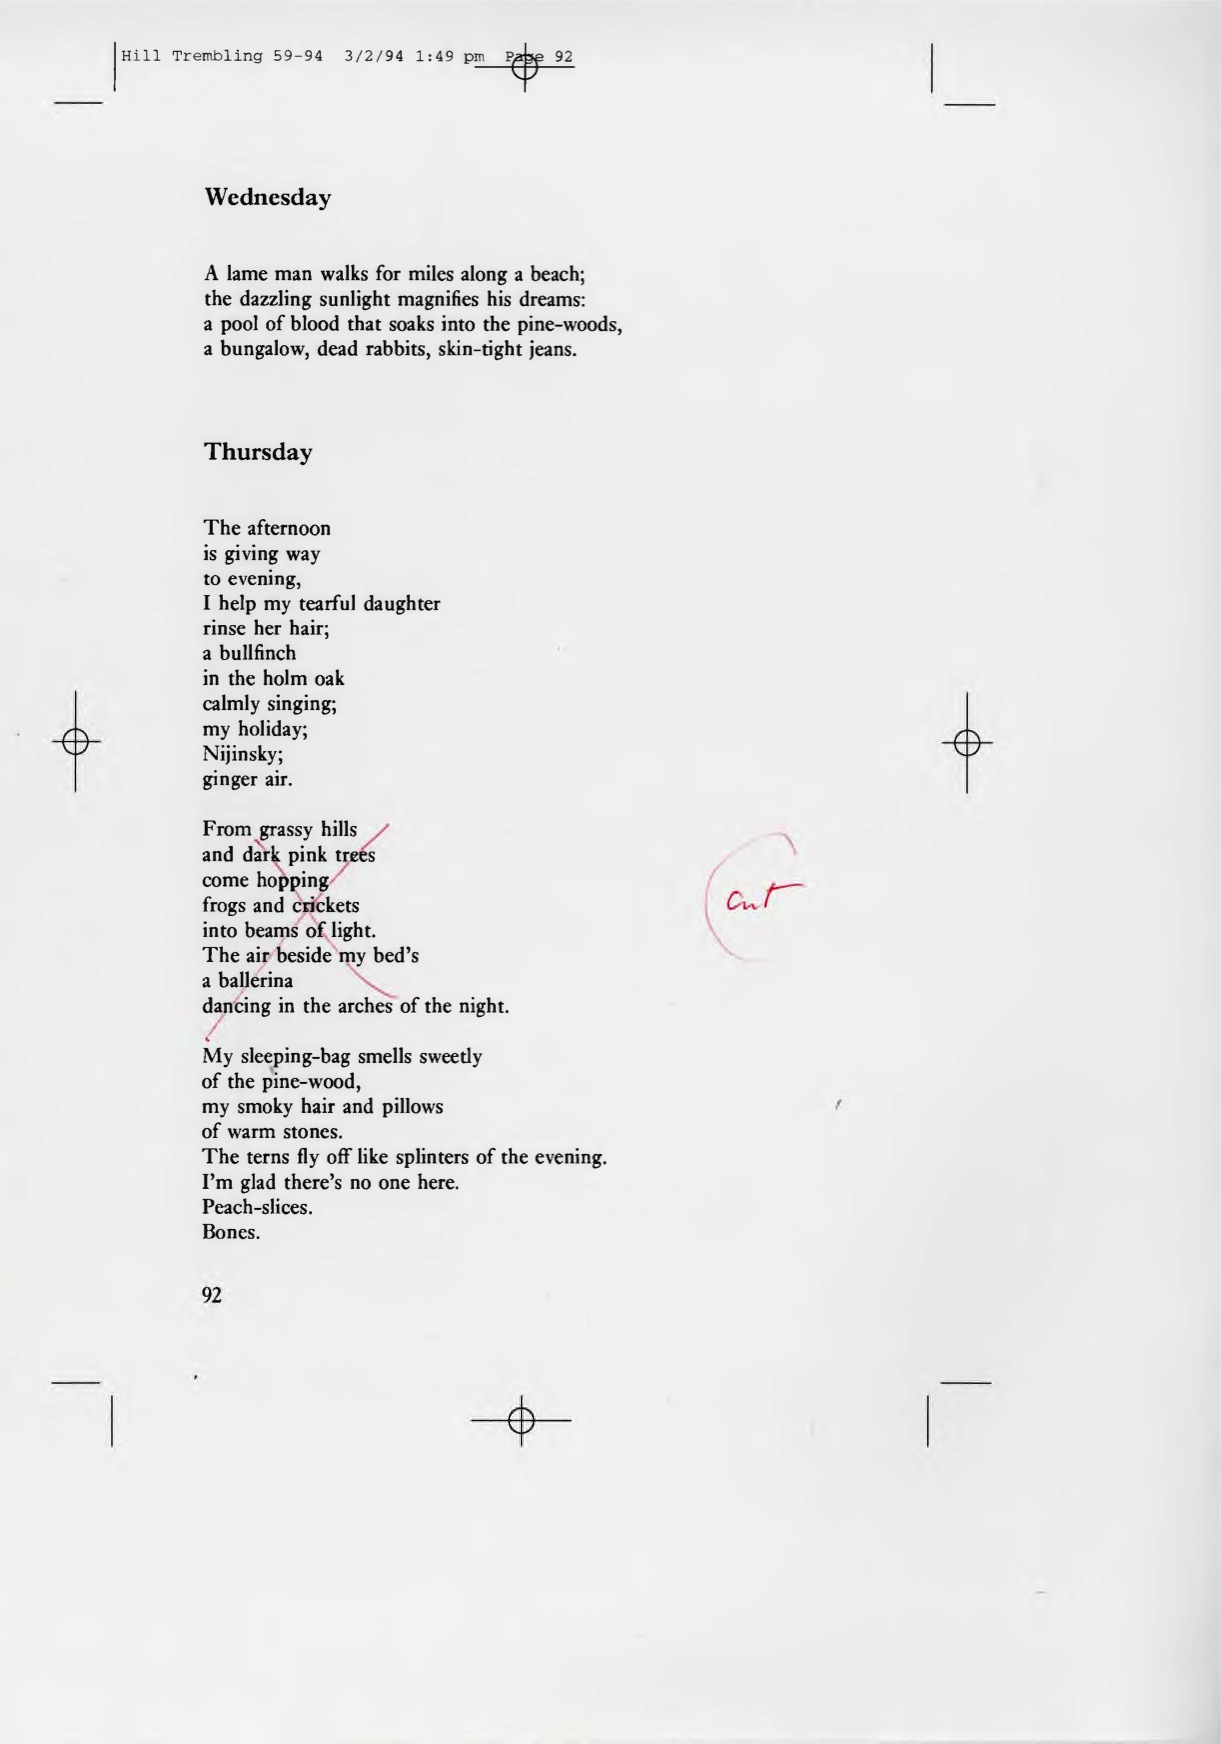 Hill Trembling 59-94 3/2/94 1:49 pm Page 92
Wednesday
A lame man walks for miles along a beach;
the dazzling sunlight magnifies his dreams:
a pool of blood that soaks into the pine-woods,
a bungalow, dead rabbits, skin-tight jeans.
Thursday
The afternoon
is giving way
to evening,
I help my tearful daughter
rinse her hair;
a bullfinch
in the holm oak
calmly singing;
my holiday;
Nijinsky;
ginger air.
From grassy hills
and dark pink trees
come hopping
frogs and crickets
into beams of light.
The air beside my bed's
a ballerina
dancing in the arches of the night.
Cut
My sleeping-bag smells sweetly
of the pine-wood,
my smoky hair and pillows
of warm stones.
The terns fly off like splinters of the evening.
I'm glad there's no one here.
Peach-slices.
Bones.
92